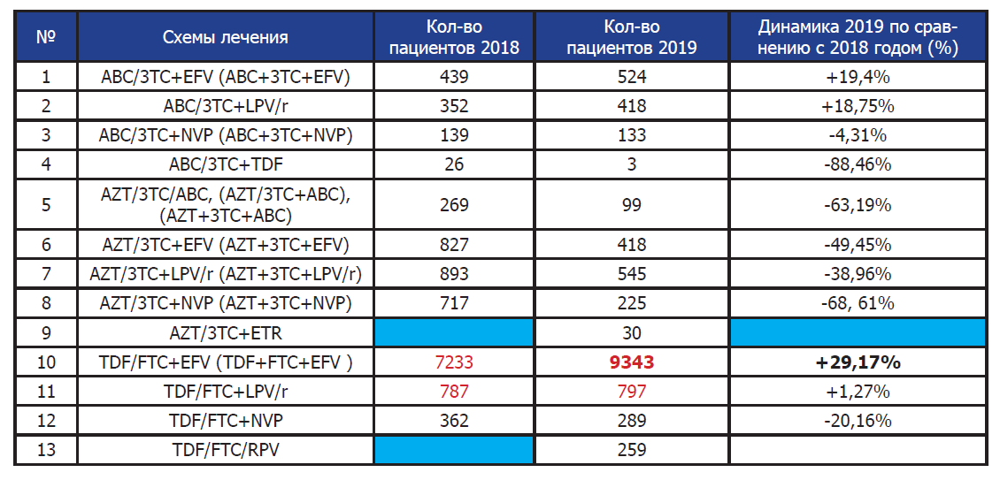 № Схемы лечения Кол-во пациентов 2018 Кол-во пациентов 2019 Динамика 2019 по срав-нению с 2018 годом (%)
1 ABC/3TC+EFV (ABC+3TC+EFV) 439 524 +19,4%
2 ABC/3TC+LPV/r 352 418 +18,75%
3 ABC/3TC+NVP (ABC+3TC+NVP) 139 133 -4,31%
4 ABC/3TC+TDF 26 3 -88,46%
5 AZT/3TC/ABC, (AZT/3TC+ABC), (AZT+3TC+ABC) 269 99 -63,19%
6 AZT/3TC+EFV (AZT+3TC+EFV) 827 418 -49,45%
7 AZT/3TC+LPV/r (AZT+3TC+LPV/r) 893 545 -38,96%
8 AZT/3TC+NVP (AZT+3TC+NVP) 717 225 -68, 61%
9 AZT/3TC+ETR 30
10 TDF/FTC+EFV (TDF+FTC+EFV ) 7233 9343 +29,17%
11 TDF/FTC+LPV/r 787 797 +1,27%
12 TDF/FTC+NVP 362 289 -20,16%
13 TDF/FTC/RPV 259